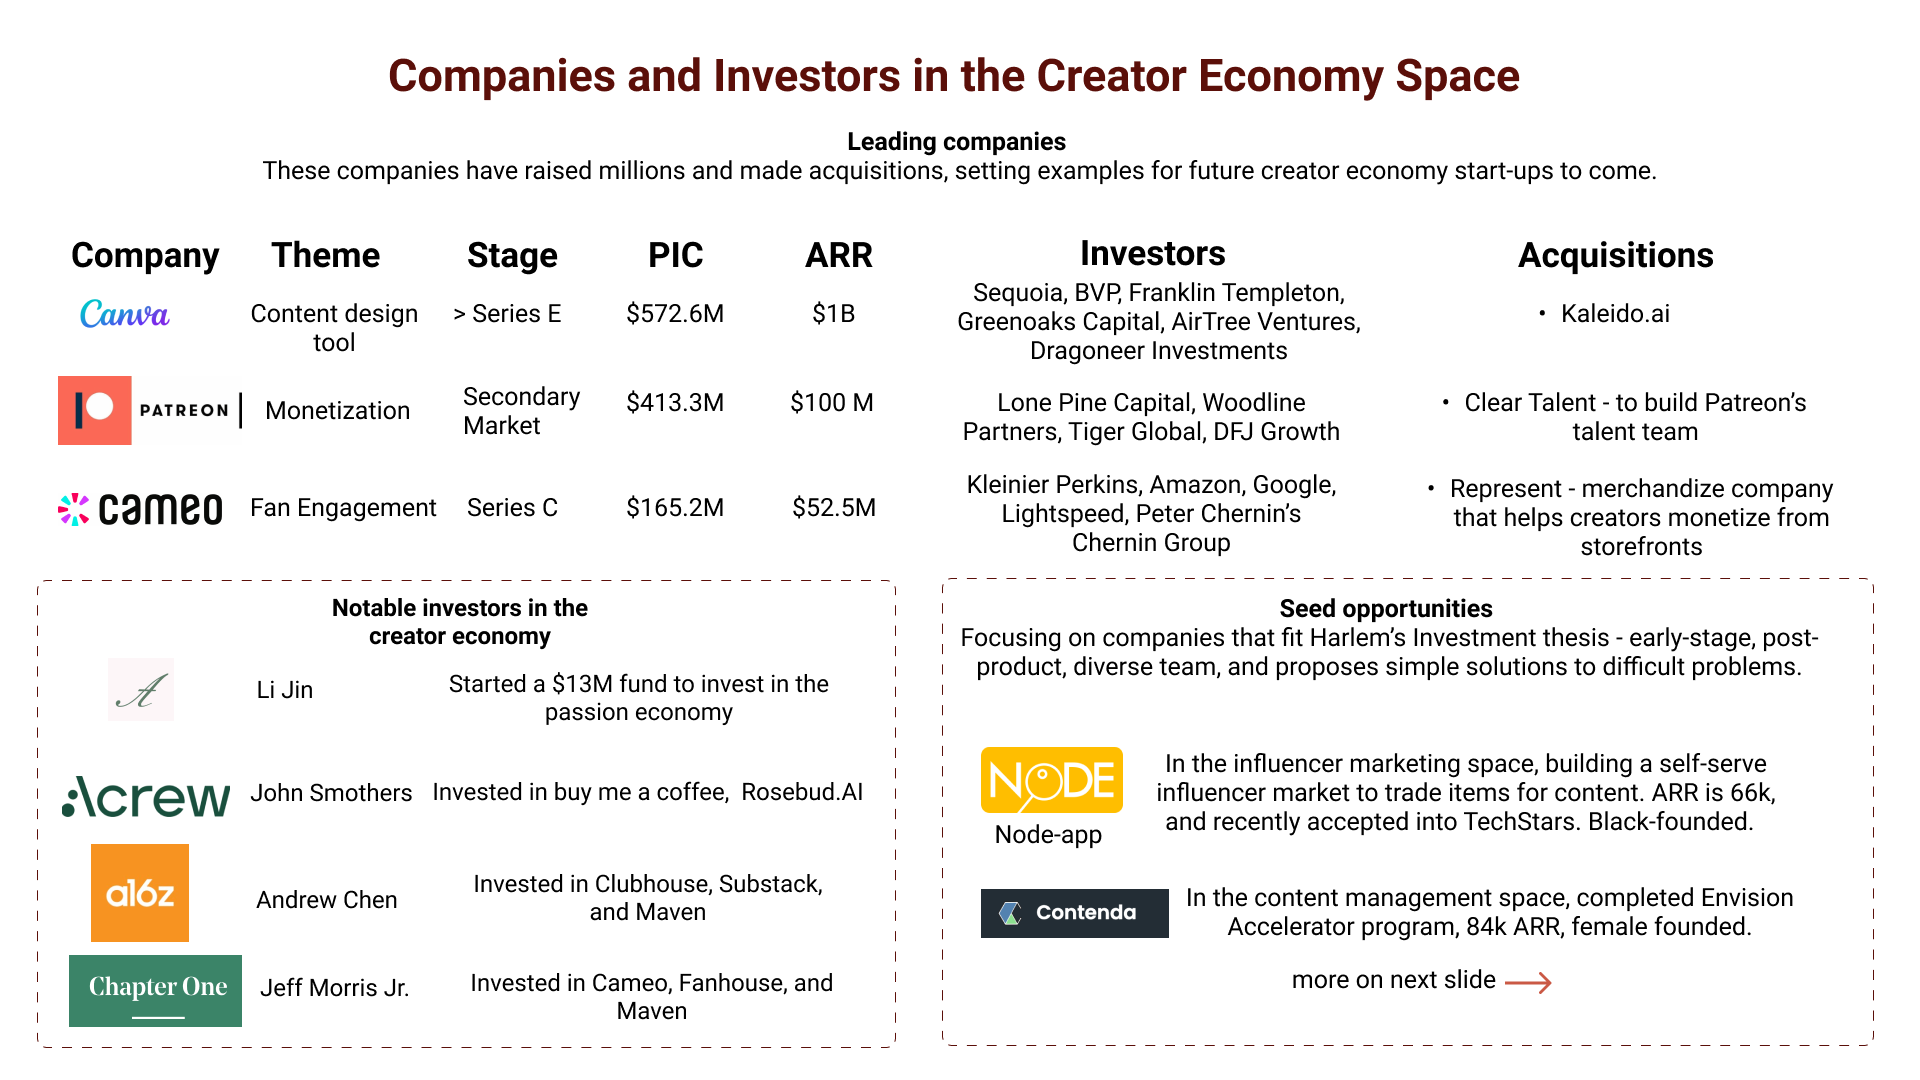 Companies and Investors in the Creator Economy Space
Leading companies
These companies have raised millions and made acquisitions, setting examples for future creator economy start-ups to come.
Company Theme Stage PIC ARR Investors Acquisitions
Canva
Content design
tool
> Series E
$572.6M
$1B
Sequoia, BVP, Franklin Templeton,
Greenoaks Capital, AirTree Ventures,
Dragoneer Investments
• Kaleido.ai
PATREON
Monetization
Secondary
Market
$413.3M
$100 M
Lone Pine Capital, Woodline
Partners, Tiger Global, DFJ Growth
• Clear Talent - to build Patreon's
talent team
cameo
Fan Engagement
Series C
$165.2M
$52.5M
Kleinier Perkins, Amazon, Google,
Lightspeed, Peter Chernin's
Chernin Group
• Represent - merchandize company
that helps creators monetize from
storefronts
Notable investors in the
creator economy
A
Li Jin
Started a $13M fund to invest in the
passion economy
Acrew
John Smothers
Invested in buy me a coffee, Rosebud.AI
a16z
Andrew Chen
Invested in Clubhouse, Substack,
and Maven
Chapter One
Jeff Morris Jr.
Invested in Cameo, Fanhouse, and
Maven
Seed opportunities
Focusing on companies that fit Harlem's Investment thesis - early-stage, post-
product, diverse team, and proposes simple solutions to difficult problems.
NODE
Node-app
In the influencer marketing space, building a self-serve
influencer market to trade items for content. ARR is 66k,
and recently accepted into TechStars. Black-founded.
Contenda
In the content management space, completed Envision
Accelerator program, 84k ARR, female founded.
more on next slide